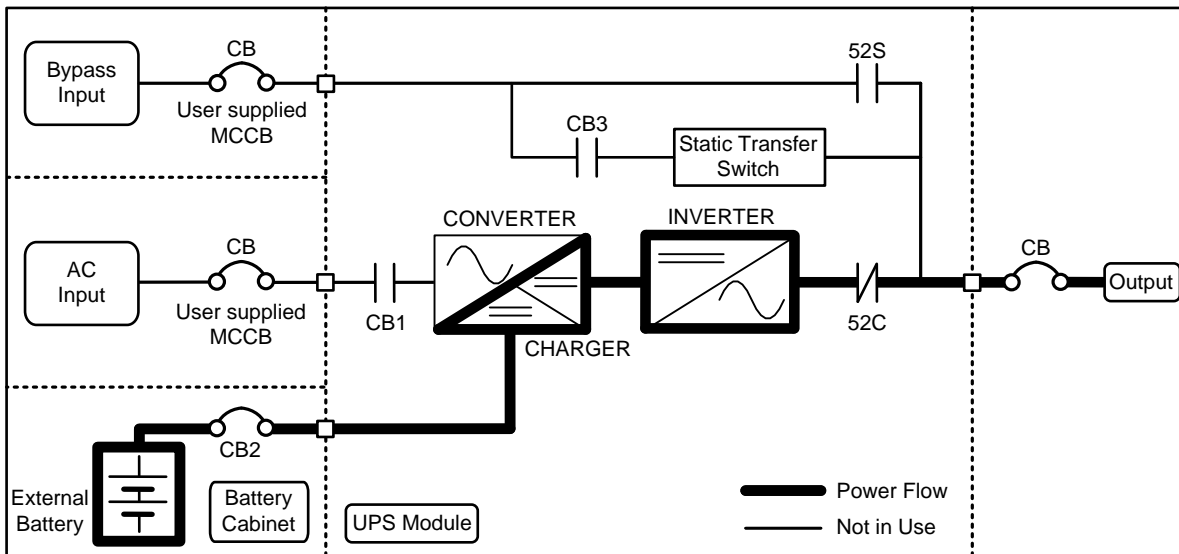 Bypass
Input
CB
User supplied
MCCB
52S
CB3
Static Transfer
Switch
AC
Input
CB
User supplied
MCCB
CB1
CONVERTER
CHARGER
INVERTER
52C
CB
Output
CB2
External
Battery
Battery
Cabinet
UPS Module
Power Flow
Not in Use